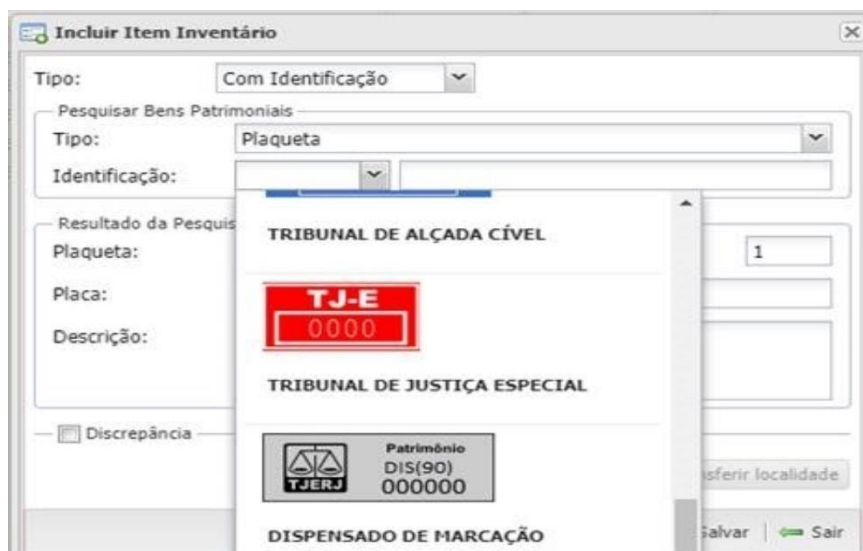 Incluir Item Inventário
Tipo: Com Identificação
Pesquisar Bens Patrimoniais
Tipo: Plaqueta
Identificação:
TRIBUNAL DE ALÇADA CÍVEL
Resultado da
Plaqueta: 1
TJ-E
0000
Placa:
Descrição:
TRIBUNAL DE JUSTIÇA ESPECIAL
Discrepância
Patrimônio
DIS(90)
TJERJ 000000
localidade
DISPENSADO DE MARCAÇÃO
Salvar Sair